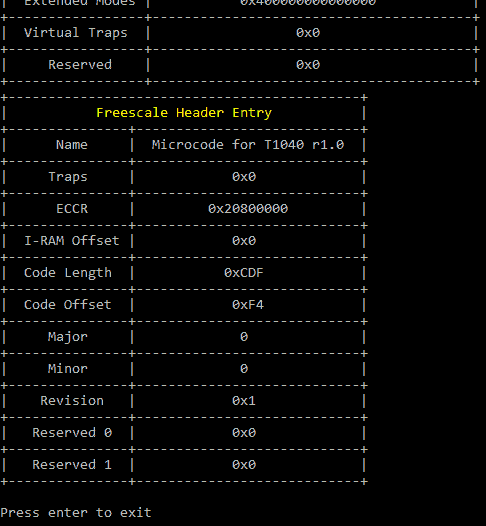 Extended Modes | 0x400000000000000 |
+-----------------+----------------------------------------+
| Virtual Traps | 0x0 |
+-----------------+----------------------------------------+
| Reserved | 0x0 |
+-----------------+----------------------------------------+
+--------------------------------------------+
| Freescale Header Entry |
+---------------+----------------------------+
| Name | Microcode for T1040 r1.0 |
+---------------+----------------------------+
| Traps | 0x0 |
+---------------+----------------------------+
| ECCR | 0x20800000 |
+---------------+----------------------------+
| I-RAM Offset | 0x0 |
+---------------+----------------------------+
| Code Length | 0xCDF |
+---------------+----------------------------+
| Code Offset | 0xF4 |
+---------------+----------------------------+
| Major | 0 |
+---------------+----------------------------+
| Minor | 0 |
+---------------+----------------------------+
| Revision | 0x1 |
+---------------+----------------------------+
| Reserved 0 | 0x0 |
+---------------+----------------------------+
| Reserved 1 | 0x0 |
+---------------+----------------------------+
Press enter to exit